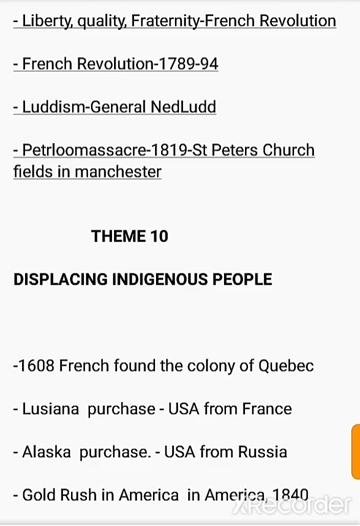 - Liberty, quality, Fraternity-French Revolution
- French Revolution-1789-94
- Luddism-General NedLudd
- Petrloomassacre-1819-St Peters Church
fields in manchester
THEME 10
DISPLACING INDIGENOUS PEOPLE
-1608 French found the colony of Quebec
- Lusiana purchase - USA from France
- Alaska purchase. - USA from Russia
- Gold Rush in America in America, 1840
XRecorder